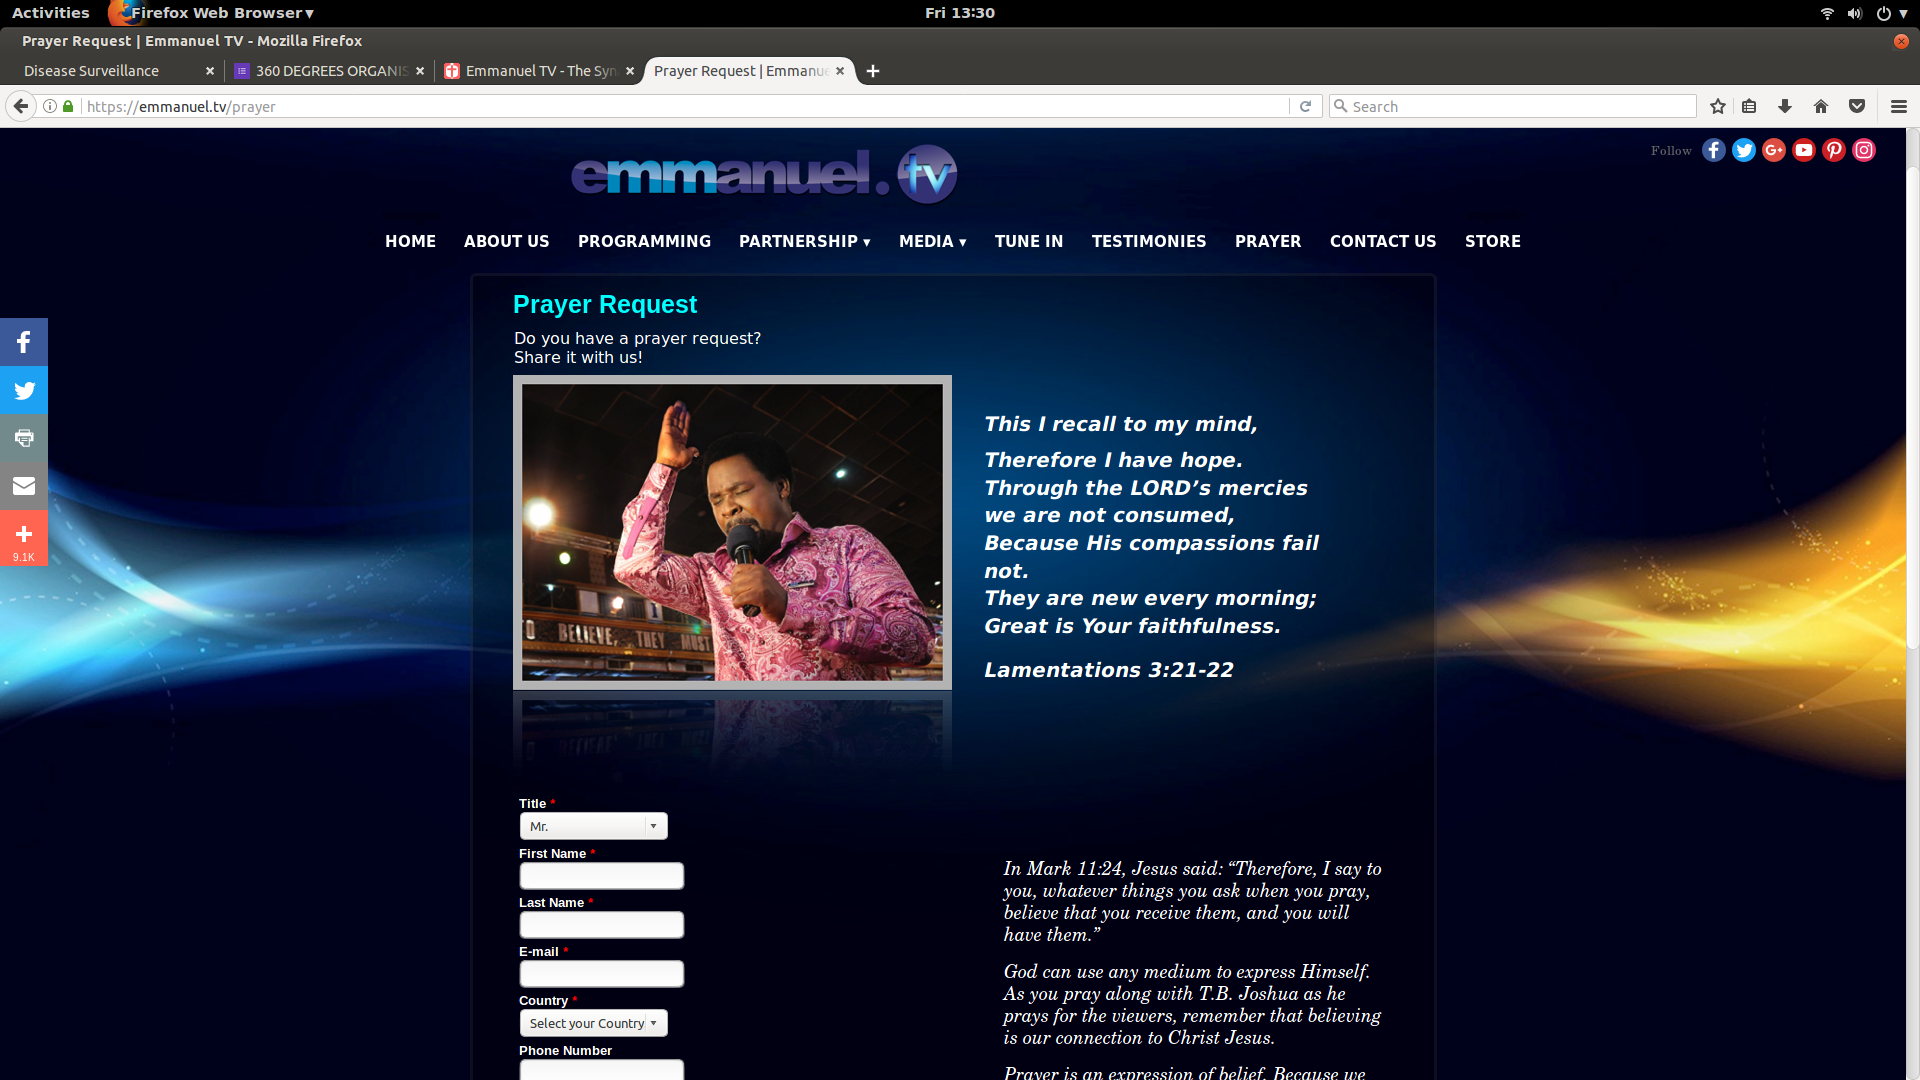 Activities
Firefox Web Browser ▾
Fri 13:30
Prayer Request | Emmanuel TV - Mozilla Firefox
Disease Surveillance
360 DEGREES ORGANIS
Emmanuel TV - The Syn
Prayer Request | Emmanue
https://emmanuel.tv/prayer
Search
emmanuel.tv
Follow
HOME
ABOUT US
PROGRAMMING
PARTNERSHIP ▾
MEDIA ▾
TUNE IN
TESTIMONIES
PRAYER
CONTACT US
STORE
Prayer Request
Do you have a prayer request?
Share it with us!
BELIEVE, THEY MUST
This I recall to my mind,
Therefore I have hope.
Through the LORD’s mercies
we are not consumed,
Because His compassions fail
not.
They are new every morning;
Great is Your faithfulness.
Lamentations 3:21-22
9.1K
Title *
Mr.
First Name *
Last Name *
E-mail *
Country *
Select your Country
Phone Number
In Mark 11:24, Jesus said: “Therefore, I say to
you, whatever things you ask when you pray,
believe that you receive them, and you will
have them.”
God can use any medium to express Himself.
As you pray along with T.B. Joshua as he
prays for the viewers, remember that believing
is our connection to Christ Jesus.
Prayer is an expression of belief. Because we